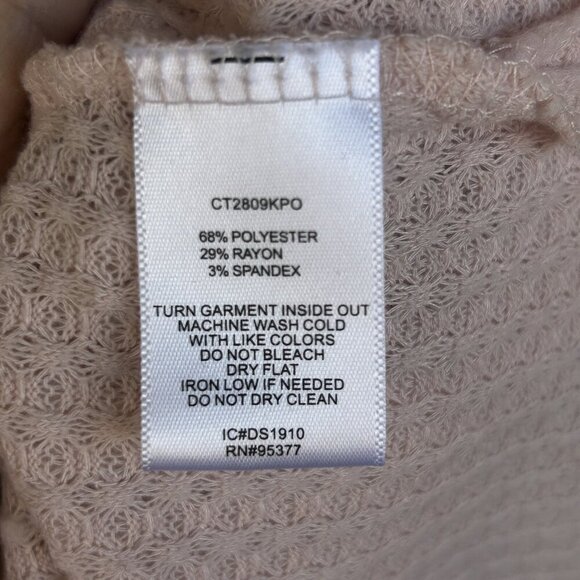 CT2809KPO
68% POLYESTER
29% RAYON
3% SPANDEX
TURN GARMENT INSIDE OUT
MACHINE WASH COLD
WITH LIKE COLORS
DO NOT BLEACH
DRY FLAT
IRON LOW IF NEEDED
DO NOT DRY CLEAN
IC#DS1910
RN#95377